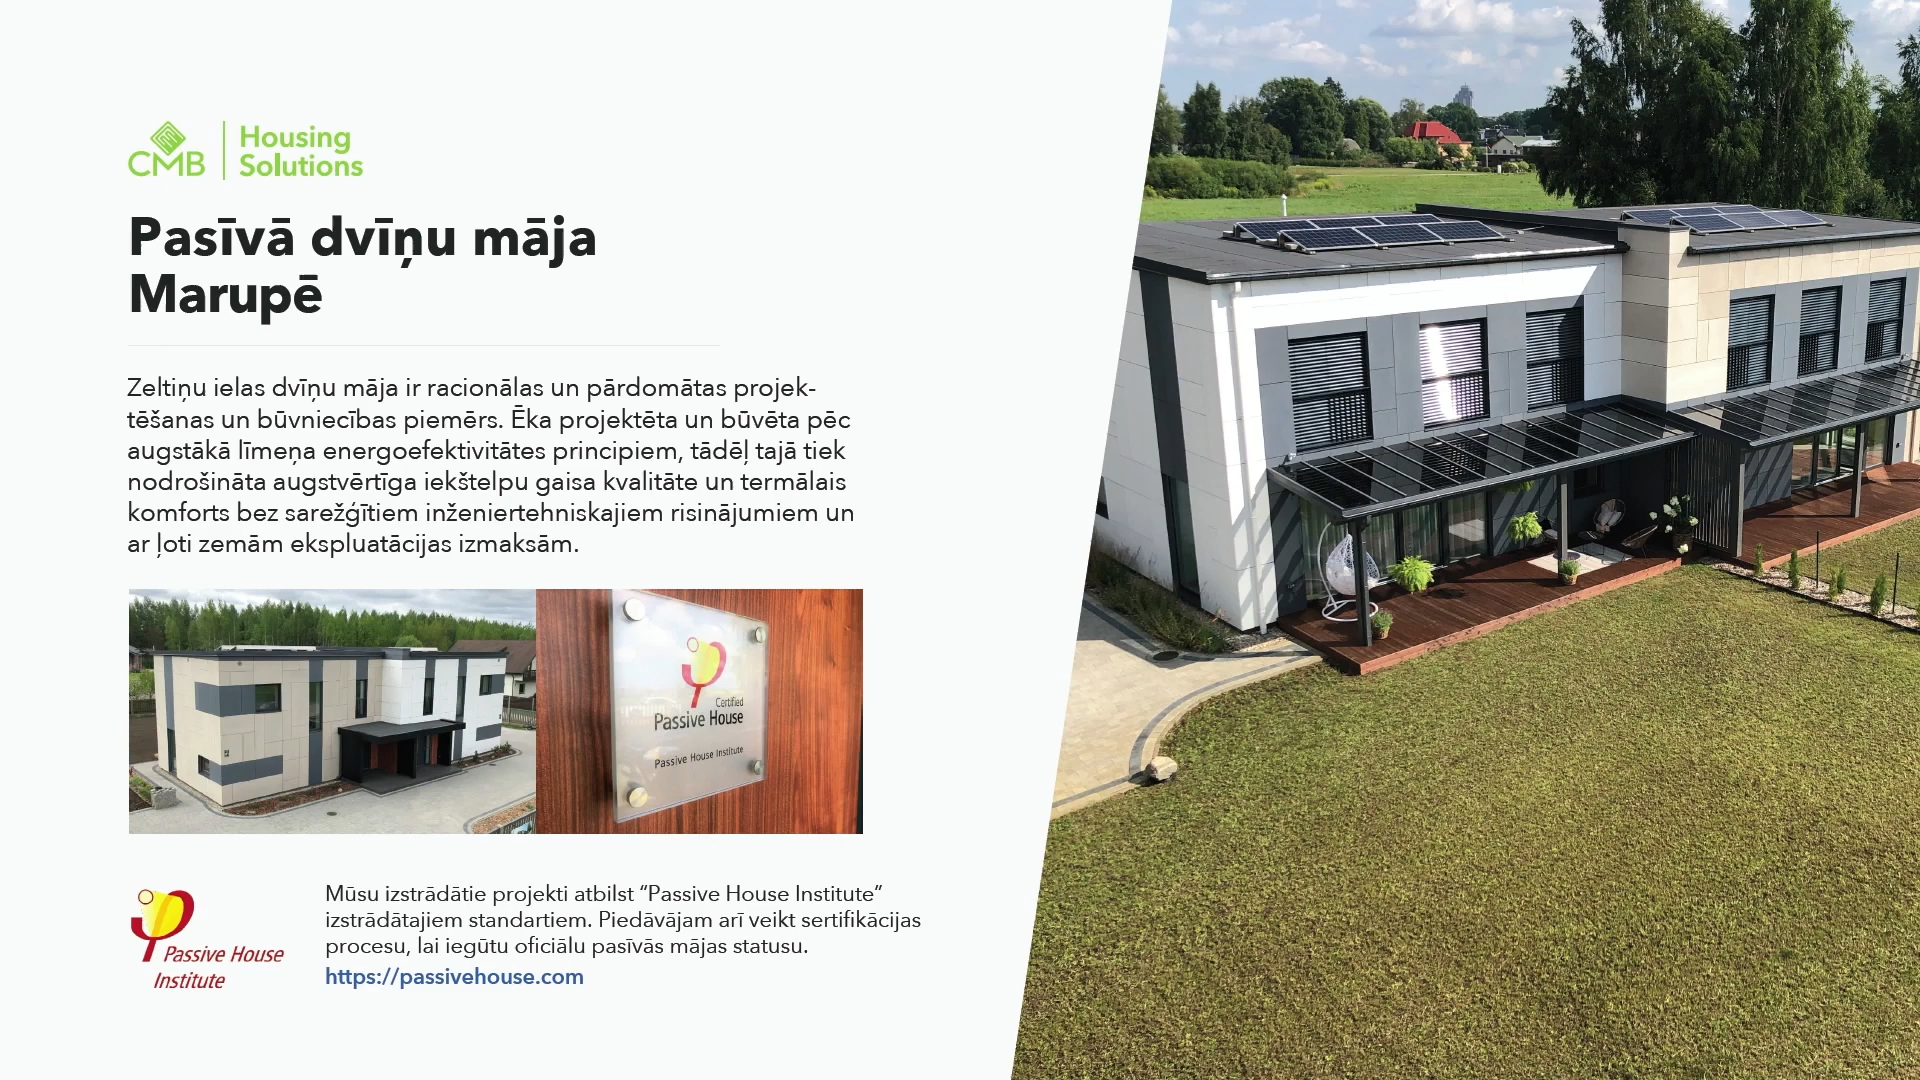 CMB
Housing
Solutions
Pasīvā dvīņu māja
Marupē
Zeltiņu ielas dvīņu māja ir racionālas un pārdomātas projek-
tēšanas un būvniecības piemērs. Ēka projektēta un būvēta pēc
augstākā līmeņa energoefektivitātes principiem, tādēļ tajā tiek
nodrošināta augstvērtīga iekštelpu gaisa kvalitāte un termālais
komforts bez sarežģītiem inženiertehniskajiem risinājumiem un
ar ļoti zemām ekspluatācijas izmaksām.
Certified
Passive House
Passive House Institute
Passive House
Institute
Mūsu izstrādātie projekti atbilst “Passive House Institute”
izstrādātajiem standartiem. Piedāvājam arī veikt sertifikācijas
procesu, lai iegūtu oficiālu pasīvās mājas statusu.
https://passivehouse.com